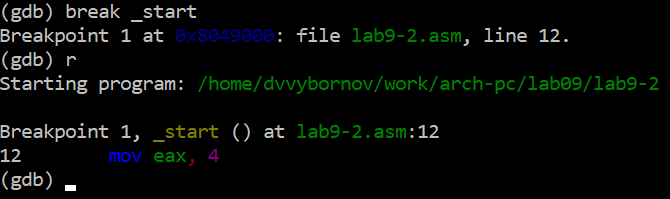 (gdb) break _start
Breakpoint 1 at 0x8049000: file lab9-2.asm, line 12.
(gdb) r
Starting program: /home/dvvybornov/work/arch-pc/lab09/lab9-2

Breakpoint 1, _start () at lab9-2.asm:12
12        mov eax, 4
(gdb)